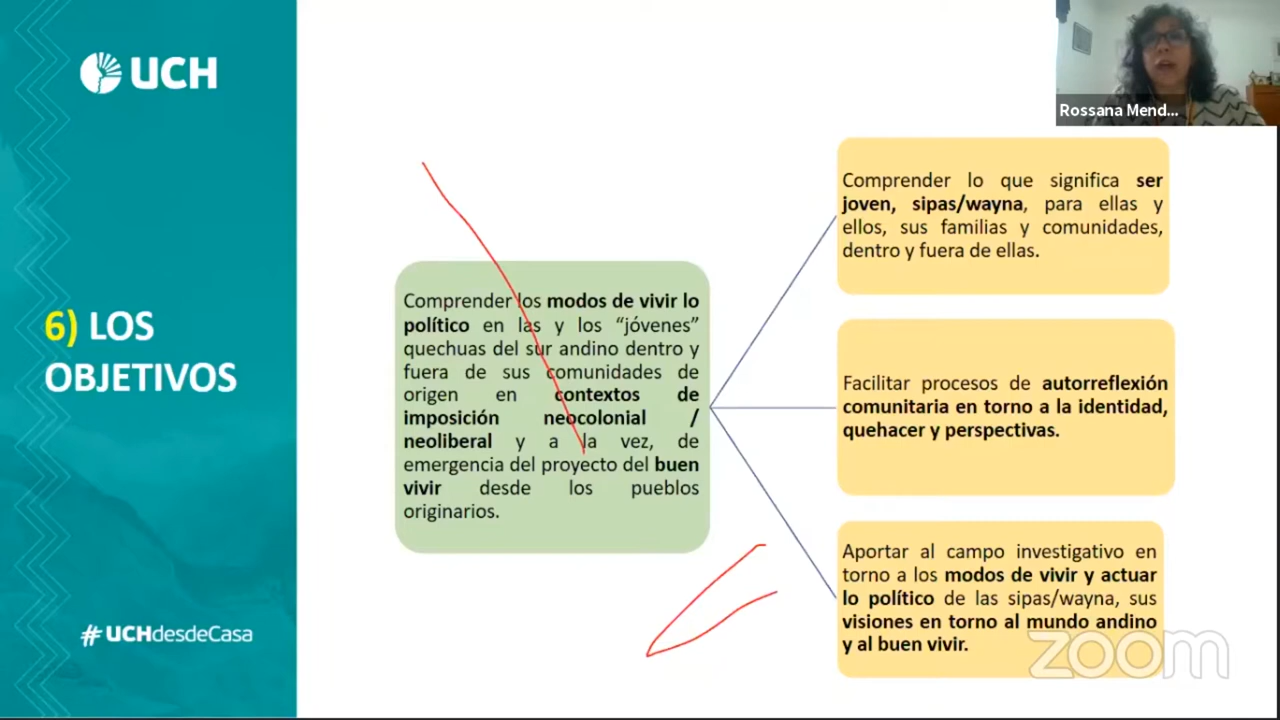 UCH
6) LOS
OBJETIVOS
#UCHdesdeCasa
Comprender los modos de vivir lo
político en las y los “jóvenes”
quechuas del sur andino dentro y
fuera de sus comunidades de
origen en contextos de
imposición neocolonial /
neoliberal y a la vez, de
emergencia del proyecto del buen
vivir desde los pueblos
originarios.
Rossana Mend...
Comprender lo que significa ser
joven, sipas/wayna, para ellas y
ellos, sus familias y comunidades,
dentro y fuera de ellas.
Facilitar procesos de autorreflexión
comunitaria en torno a la identidad,
quehacer y perspectivas.
Aportar al campo investigativo en
torno a los modos de vivir y actuar
lo político de las sipas/wayna, sus
visiones en torno al mundo andino
y al buen vivir.
zoom